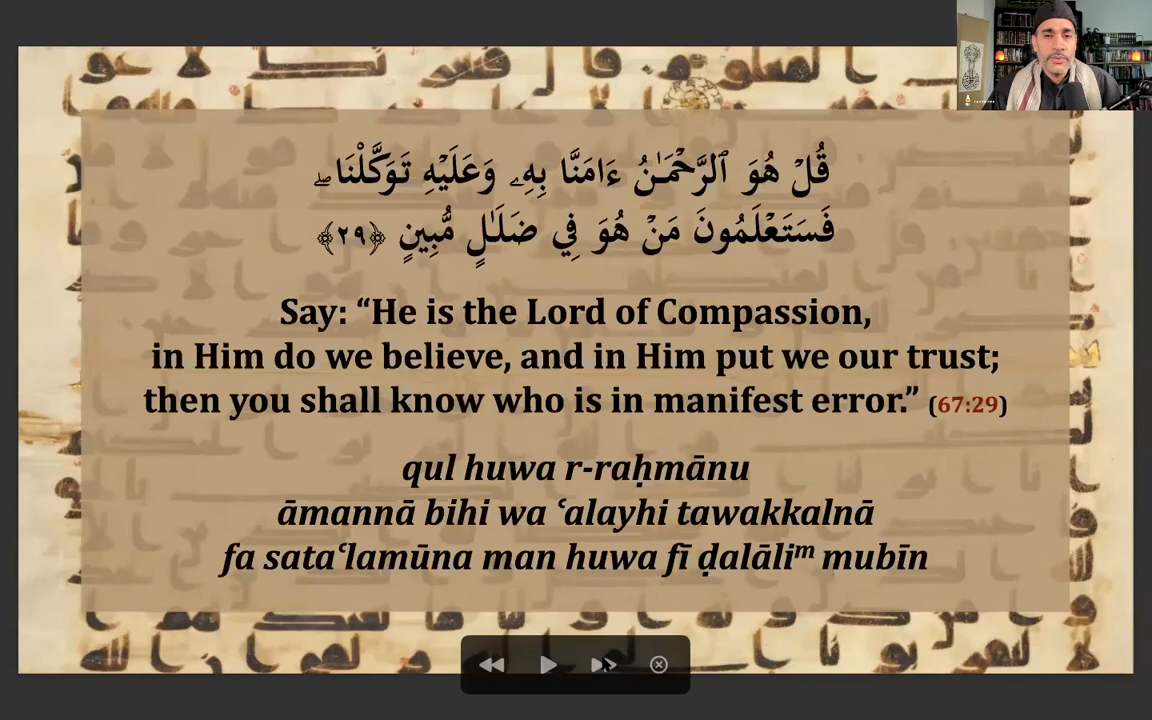 قُلْ هُوَ ٱلرَّحْمَـٰنُ ءَامَنَّا بِهِۦ وَعَلَيْهِ تَوَكَّلْنَا ۖ
فَسَتَعْلَمُونَ مَنْ هُوَ فِي ضَلَـٰلٍ مُّبِينٍ ﴿٢٩﴾
Say: “He is the Lord of Compassion,
in Him do we believe, and in Him put we our trust;
then you shall know who is in manifest error.” (67:29)
qul huwa r-raḥmānu
āmannā bihi wa ʿalayhi tawakkalnā
fa sataʿlamūna man huwa fī ḍalāliᵐ mubīn